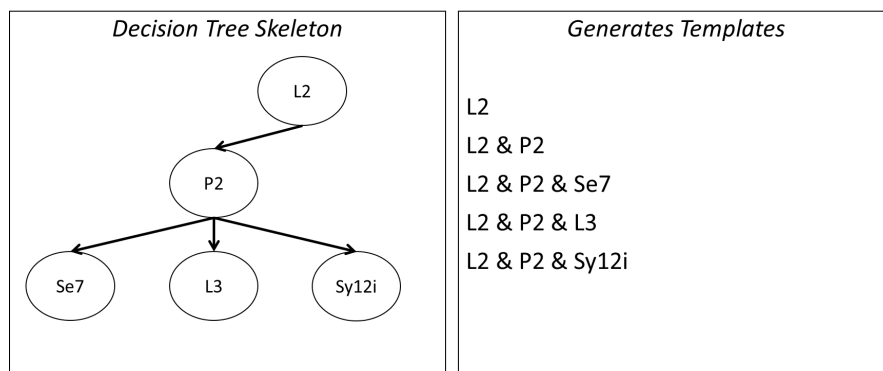 Decision Tree Skeleton
L2
P2
Se7
L3
Sy12i
Generates Templates
L2
L2 & P2
L2 & P2 & Se7
L2 & P2 & L3
L2 & P2 & Sy12i